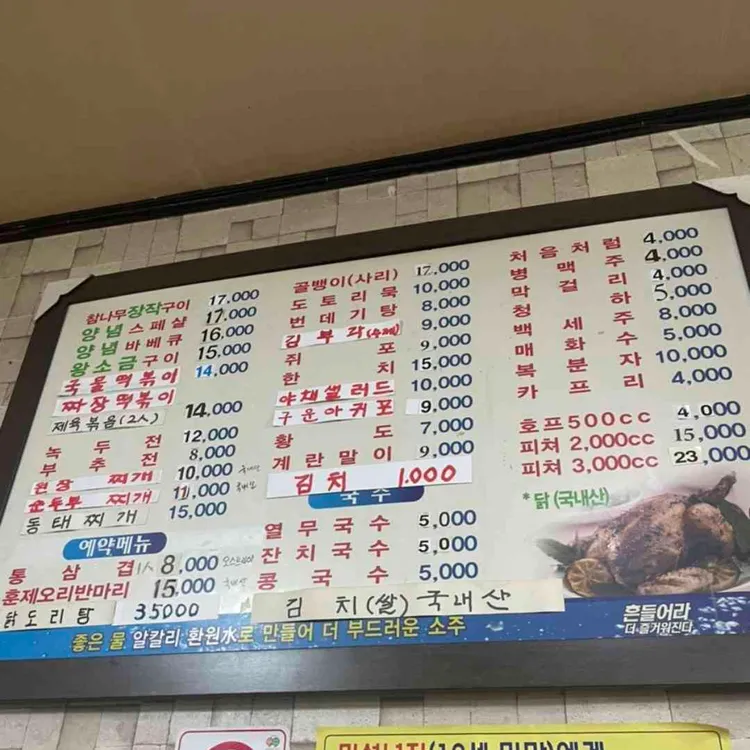 참나무장작구이 17,000
양념스페샬 17,000
양념바베큐 16,000
왕소금구이 15,000
국물떡볶이 14,000
짜장떡볶이
제육볶음(2人) 14,000
녹두전 12,000
부추전 8,000
된장찌개 10,000
순두부찌개 11,000
동태찌개 15,000
예약메뉴
통삼겹 1人 8,000
훈제오리반마리 15,000
닭도리탕 35000
골뱅이(사리) 17,000
도토리묵 10,000
번데기탕 8,000
김부각(수제) 9,000
쥐포 9,000
한치 15,000
야채샐러드 10,000
구운아귀포 9,000
황도 7,000
계란말이 9,000
김치 1.000
국수
열무국수 5,000
잔치국수 5,000
콩국수 5,000
김치(쌀)국내산
처음처럼 4,000
병맥주 4,000
막걸리 4,000
청하 5,000
백세주 8,000
매화수 5,000
복분자 10,000
카프리 4,000
호프500cc 4,000
피쳐2,000cc 15,000
피쳐3,000cc 23,000
*닭(국내산)
좋은 물 알칼리 환원水로 만들어 더 부드러운 소주
흔들어라
더 즐거워진다
(19세 미만)에게